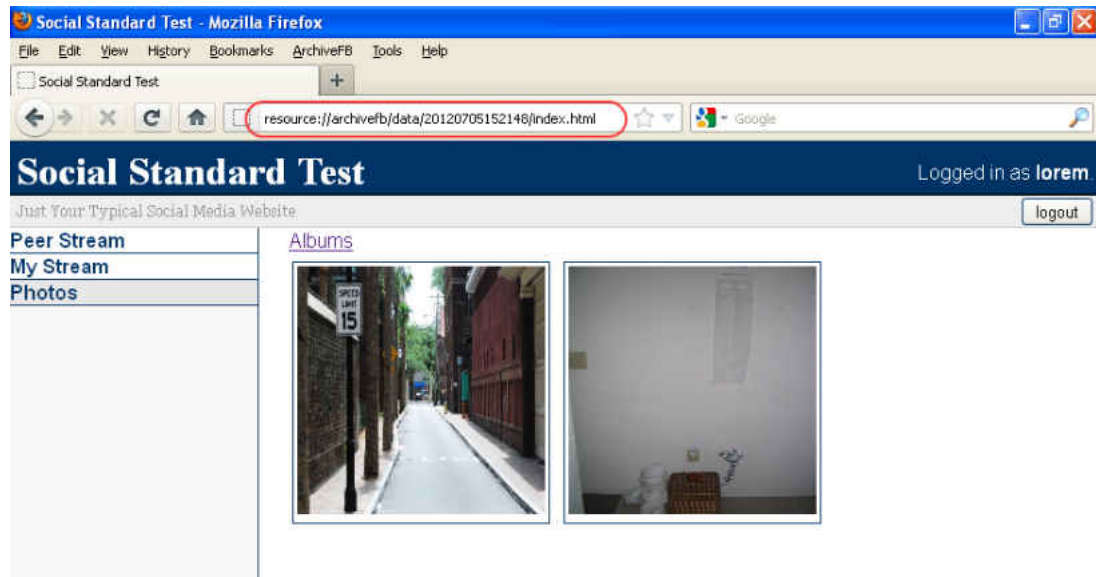 Social Standard Test - Mozilla Firefox
File Edit View History Bookmarks ArchiveFB Tools Help
Social Standard Test
resource://archivefb/data/20120705152148/index.html
Google
Social Standard Test
Logged in as lorem.
Just Your Typical Social Media Website
logout
Peer Stream
My Stream
Photos
Albums
SPEED
LIMIT
15